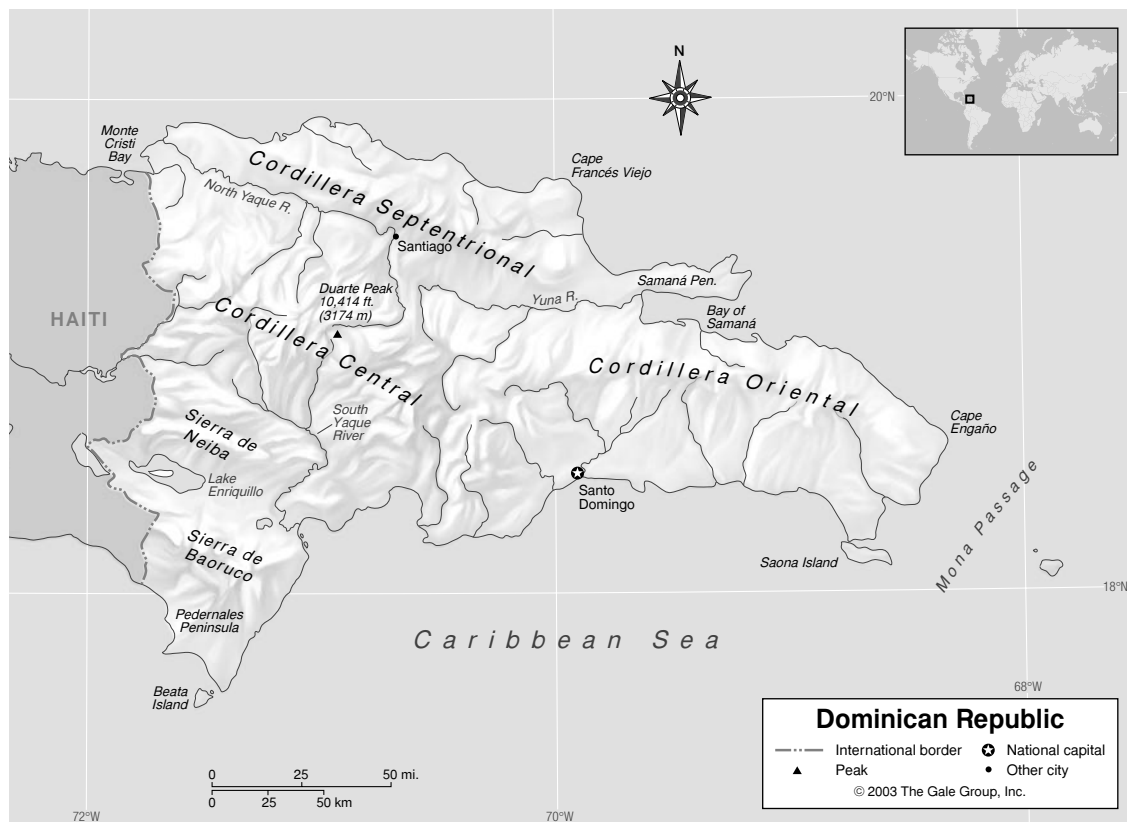 N
20°N
Monte
Cristi
Bay
Cape
Francés Viejo
Cordillera Septentrional
North Yaque R.
Santiago
Samaná Pen.
Duarte Peak
10,414 ft.
(3174 m)
Yuna R.
Bay of
Samaná
HAITI
Cordillera Central
Cordillera Oriental
South
Yaque
River
Cape
Engaño
Sierra de
Neiba
Lake
Enriquillo
Santo
Domingo
Mona Passage
Sierra de
Baoruco
Saona Island
18°N
Pedernales
Peninsula
Caribbean Sea
Beata
Island
68°W
Dominican Republic
International border
National capital
Peak
Other city
© 2003 The Gale Group, Inc.
0 25 50 mi.
0 25 50 km
72°W
70°W